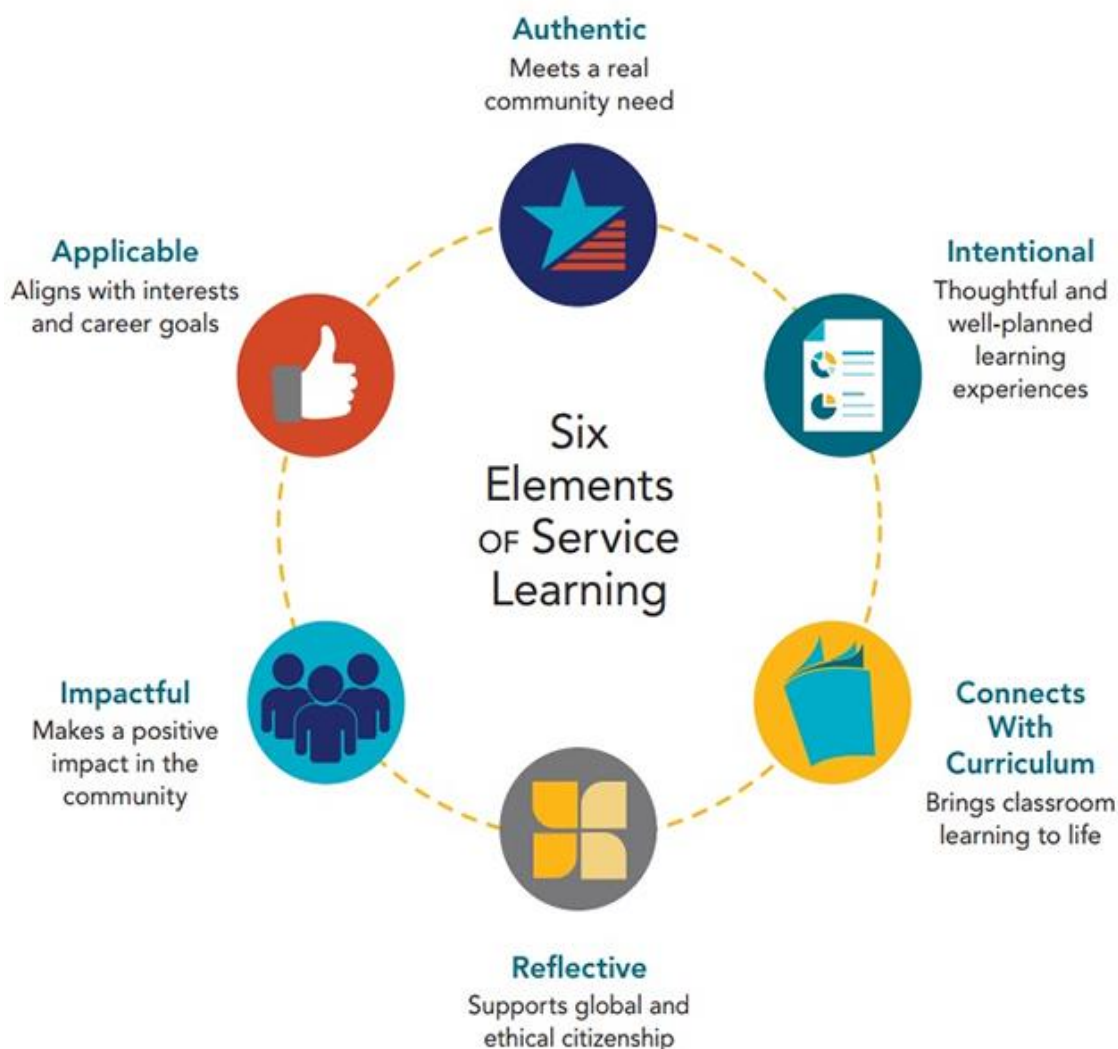 Authentic
Meets a real
community need
Applicable
Aligns with interests
and career goals
Intentional
Thoughtful and
well-planned
learning
experiences
Six
Elements
OF Service
Learning
Impactful
Makes a positive
impact in the
community
Connects
With
Curriculum
Brings classroom
learning to life
Reflective
Supports global and
ethical citizenship